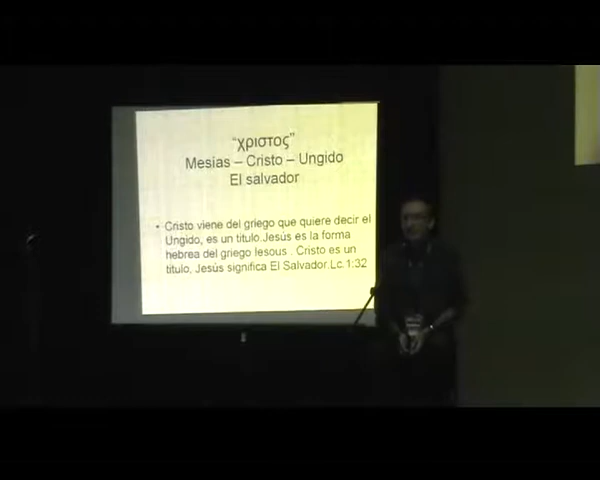 "χριστος"
Mesias – Cristo – Ungido
El salvador
• Cristo viene del griego que quiere decir el
Ungido, es un titulo.Jesús es la forma
hebrea del griego Iesous . Cristo es un
titulo, Jesús significa El Salvador.Lc.1:32